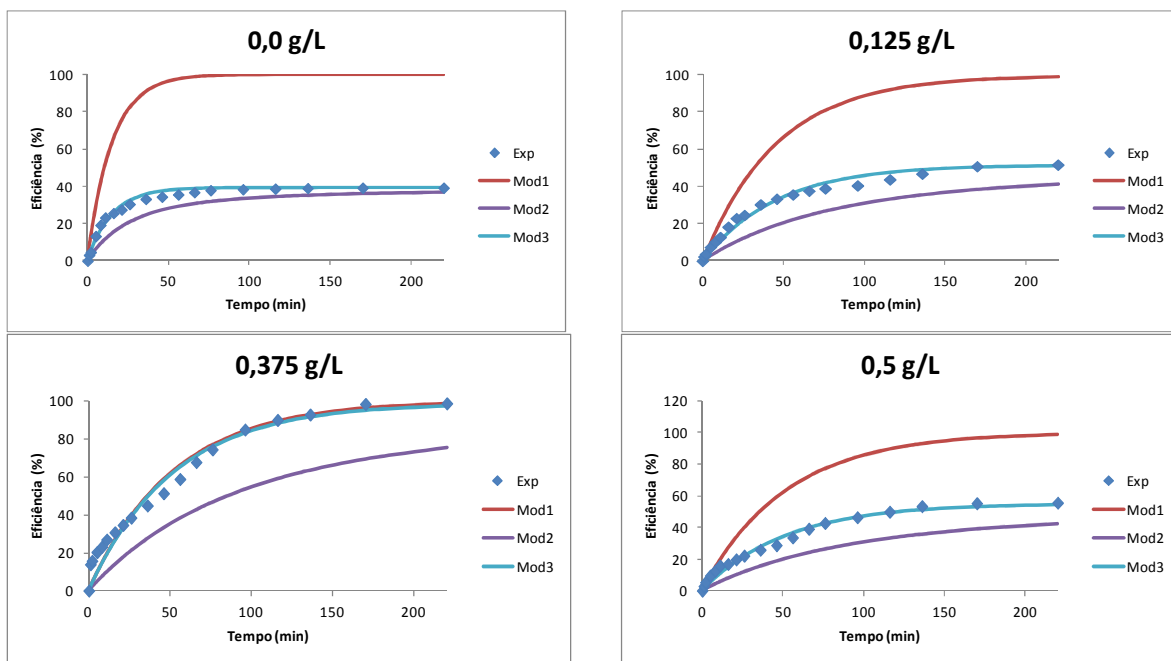 0,0 g/L
100
80
60
40
20
0
0
50
100
150
200
Eficiência (%)
Tempo (min)
Exp
Mod1
Mod2
Mod3
0,125 g/L
100
80
60
40
20
0
0
50
100
150
200
Eficiência (%)
Tempo (min)
Exp
Mod1
Mod2
Mod3
0,375 g/L
100
80
60
40
20
0
0
50
100
150
200
Eficiência (%)
Tempo (min)
Exp
Mod1
Mod2
Mod3
0,5 g/L
120
100
80
60
40
20
0
0
50
100
150
200
Eficiência (%)
Tempo (min)
Exp
Mod1
Mod2
Mod3